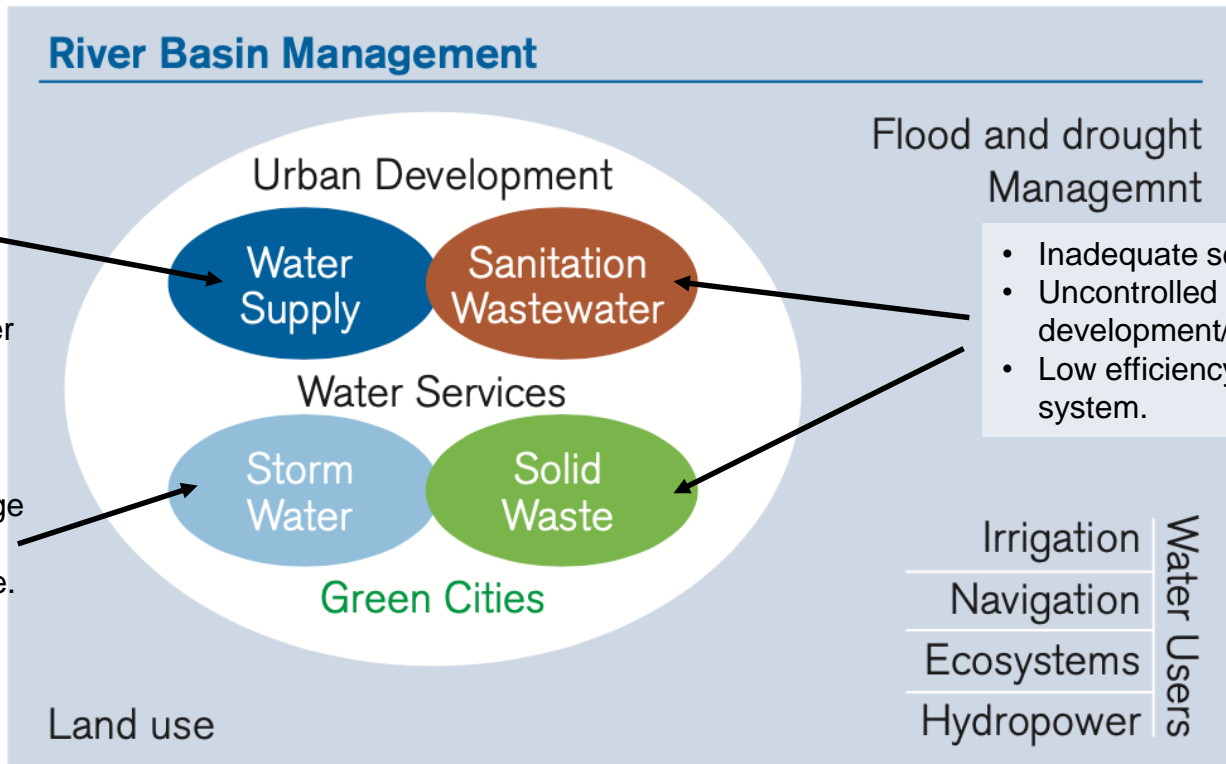 River Basin Management
Flood and drought
Managemnt
Urban Development
Water
Supply
Sanitation
Wastewater
Water Services
Storm
Water
Solid
Waste
Green Cities
• Inadequate
• Uncontrolled
development/
• Low efficiency
system.
Irrigation
Navigation
Ecosystems
Hydropower
Water Users
Land use